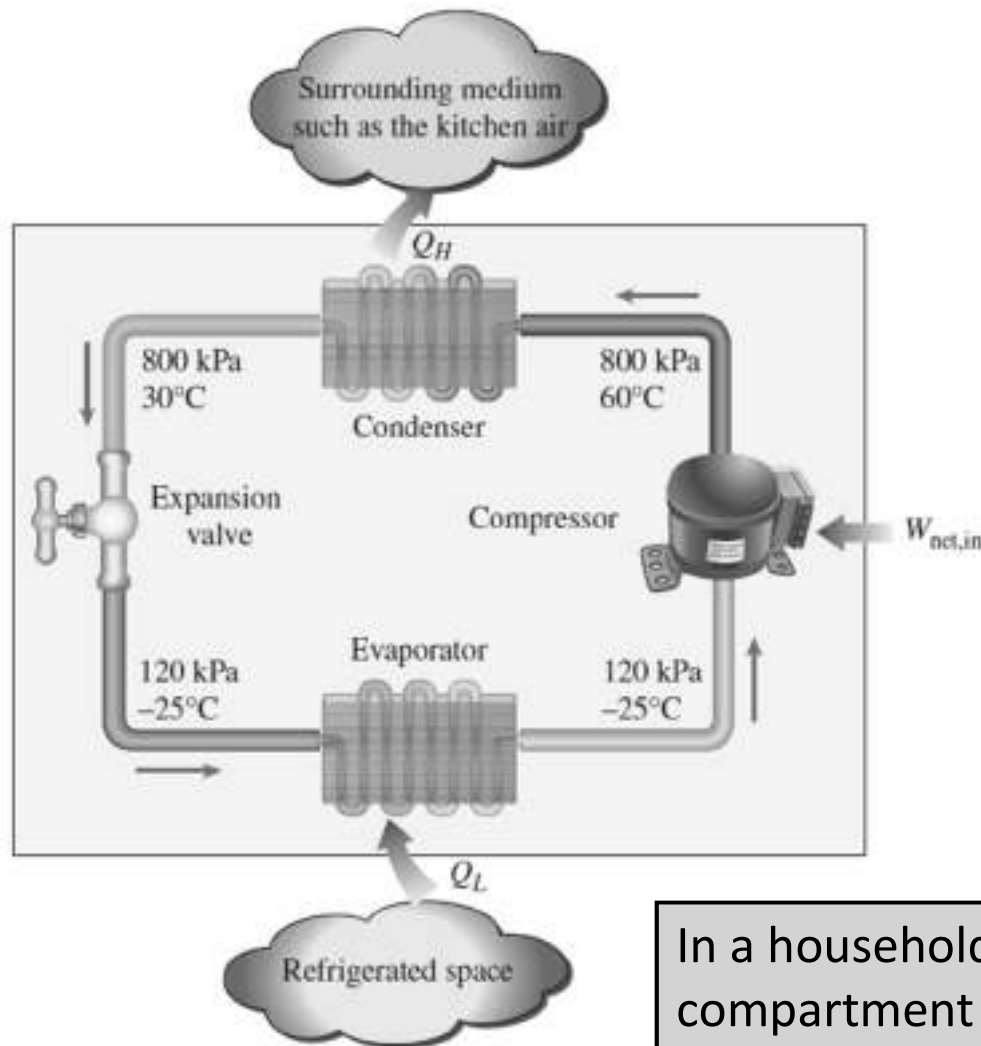 Surrounding medium
such as the kitchen air
Q_H
800 kPa
30°C
800 kPa
60°C
Condenser
Expansion
valve
Compressor
W_net,in
Evaporator
120 kPa
–25°C
120 kPa
–25°C
Q_L
Refrigerated space
In a household
compartment